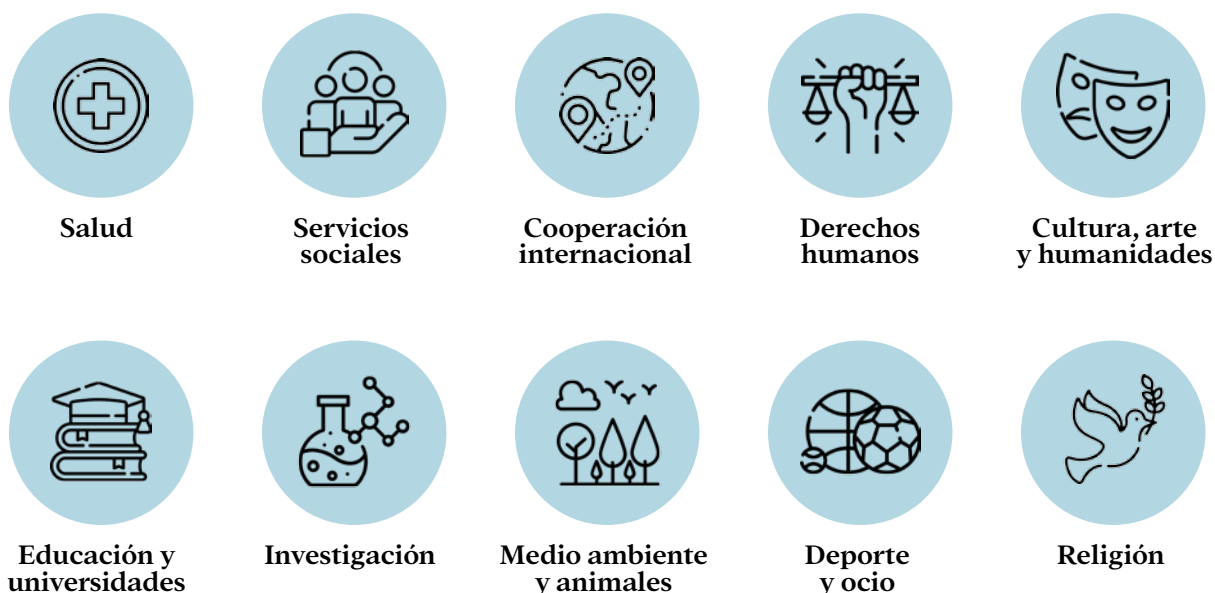 Salud
Servicios
sociales
Cooperación
internacional
Derechos
humanos
Cultura, arte
y humanidades
Educación y
universidades
Investigación
Medio ambiente
y animales
Deporte
y ocio
Religión